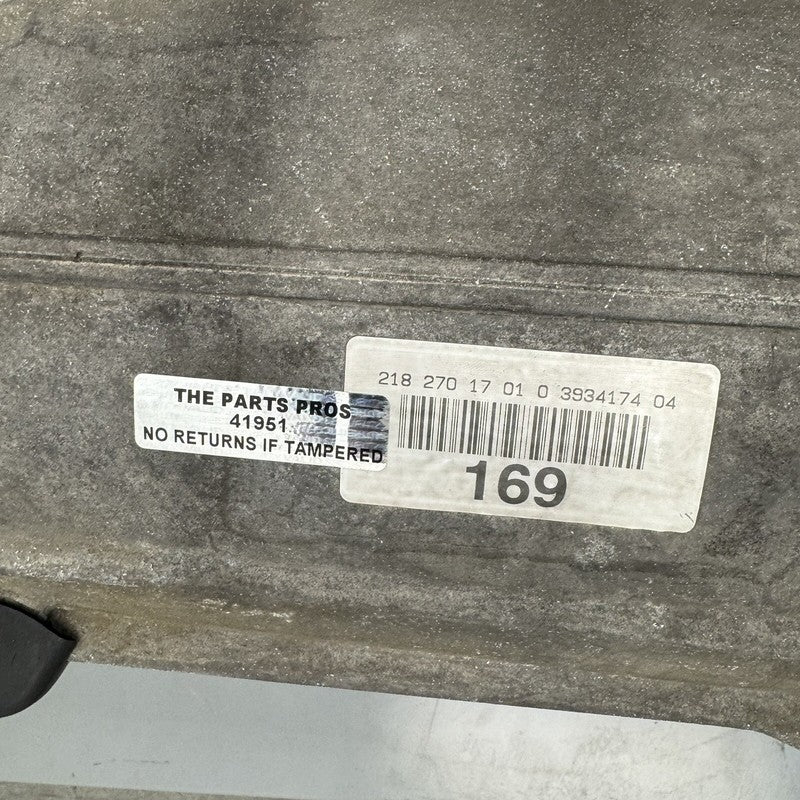 THE PARTS PROS
41951
NO RETURNS IF TAMPERED
218 270 17 01 0 3934174 04
169